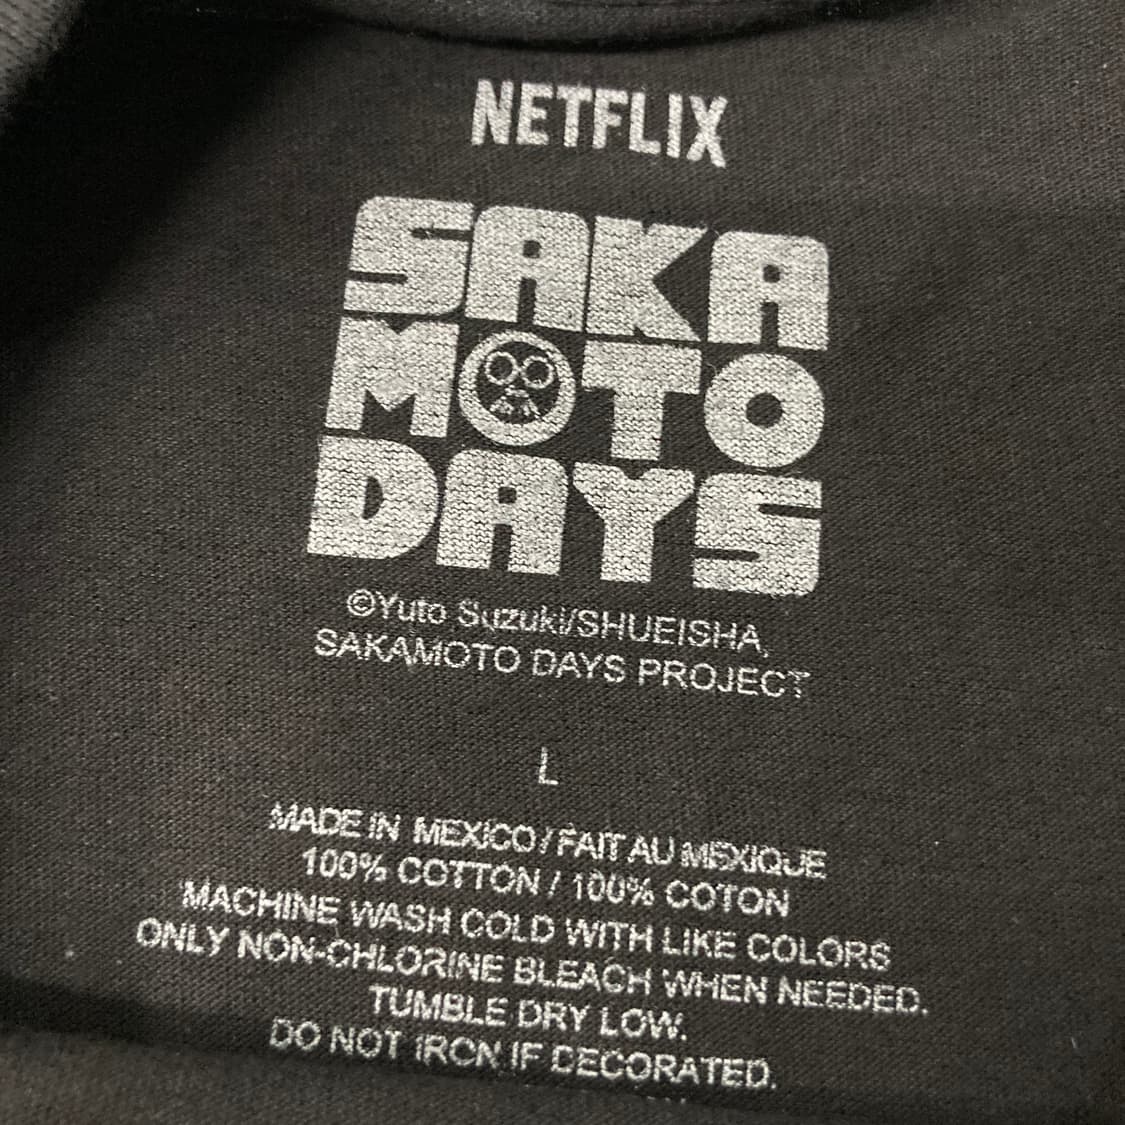 NETFLIX
SAKA
MOTO
DAYS
©Yuto Suzuki/SHUEISHA,
SAKAMOTO DAYS PROJECT
L
MADE IN MEXICO / FAIT AU MEXIQUE
100% COTTON / 100% COTON
MACHINE WASH COLD WITH LIKE COLORS
ONLY NON-CHLORINE BLEACH WHEN NEEDED.
TUMBLE DRY LOW.
DO NOT IRON IF DECORATED.